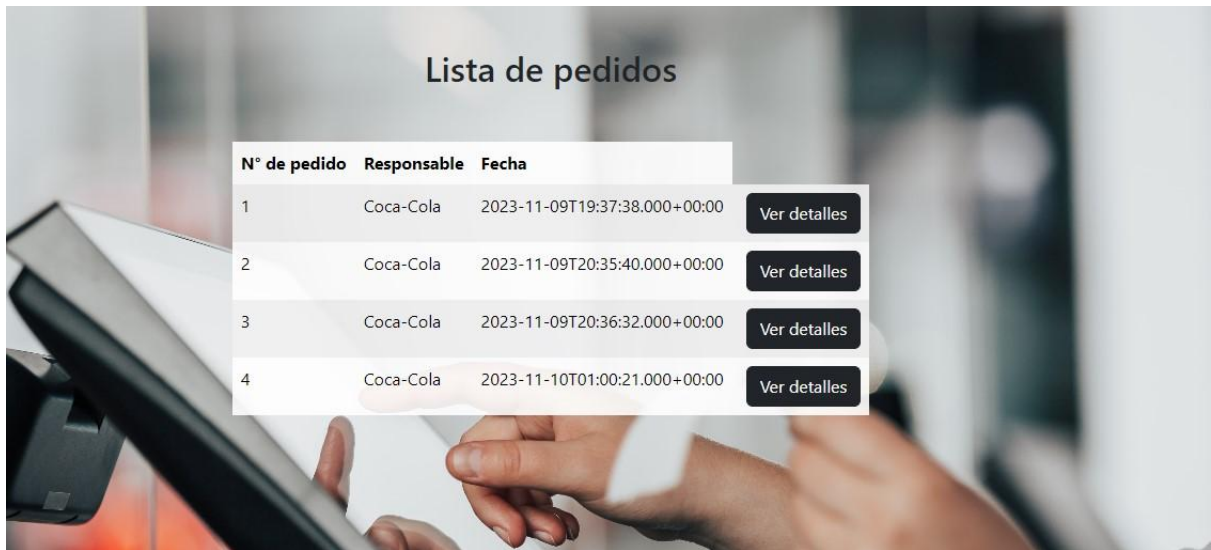 Lista de pedidos
N° de pedido Responsable Fecha
1 Coca-Cola 2023-11-09T19:37:38.000+00:00 Ver detalles
2 Coca-Cola 2023-11-09T20:35:40.000+00:00 Ver detalles
3 Coca-Cola 2023-11-09T20:36:32.000+00:00 Ver detalles
4 Coca-Cola 2023-11-10T01:00:21.000+00:00 Ver detalles